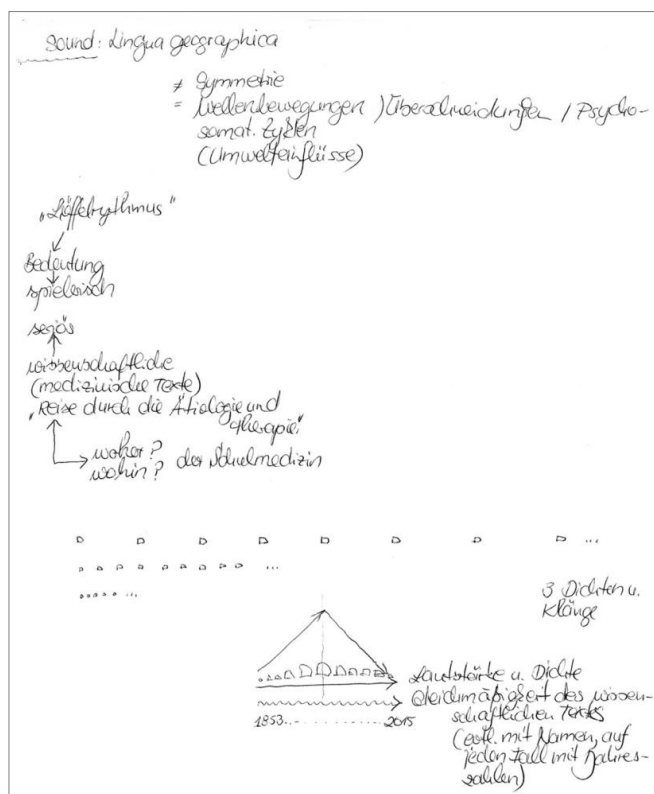 Sound: Lingua geographica
≠ Symmetrie
= Wellenbewegungen / Überschneidungen / Psycho-
somat. Zyklen
(Umwelteinflüsse)
„Löffelrythmus"
Bedeutung
spielerisch
seriös
wissenschaftliche
(medizinische Texte)
„Reise durch die Ätiologie und
Therapie"
woher?
wohin? der Schulmedizin
...
...
...
3 Dichten u.
Klänge
Lautstärke u. Dichte
Gleichmäßigkeit des wissen-
1853..-..........2015 schaftlichen Texts
(evtl. mit Namen, auf
jeden Fall mit Jahres-
zahlen)